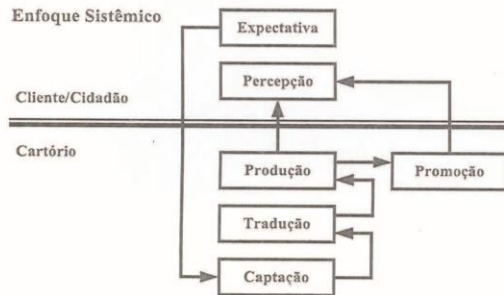 Enfoque Sistêmico
Expectativa
Percepção
Cliente/Cidadão
Cartório
Produção
Promoção
Tradução
Captação